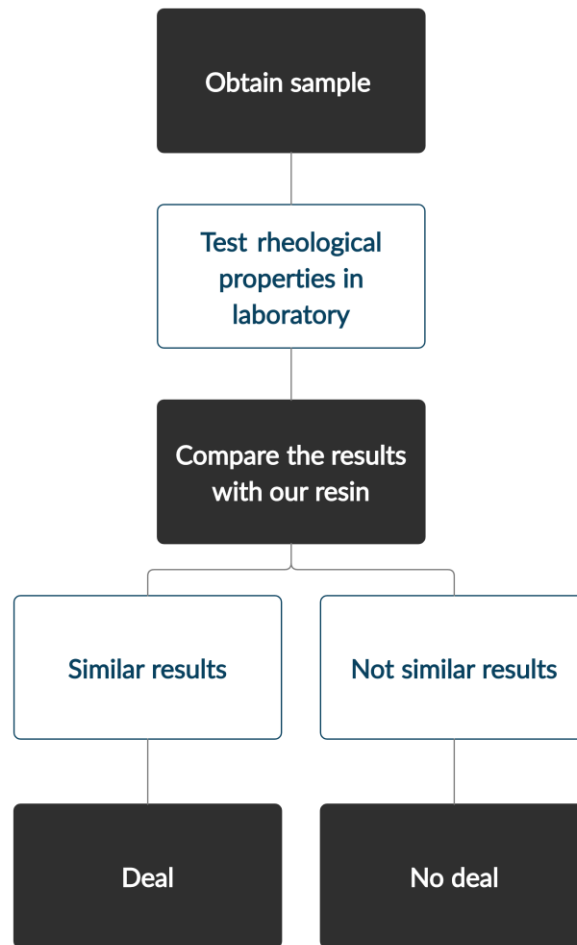 Obtain sample
Test rheological
properties in
laboratory
Compare the results
with our resin
Similar results
Not similar results
Deal
No deal